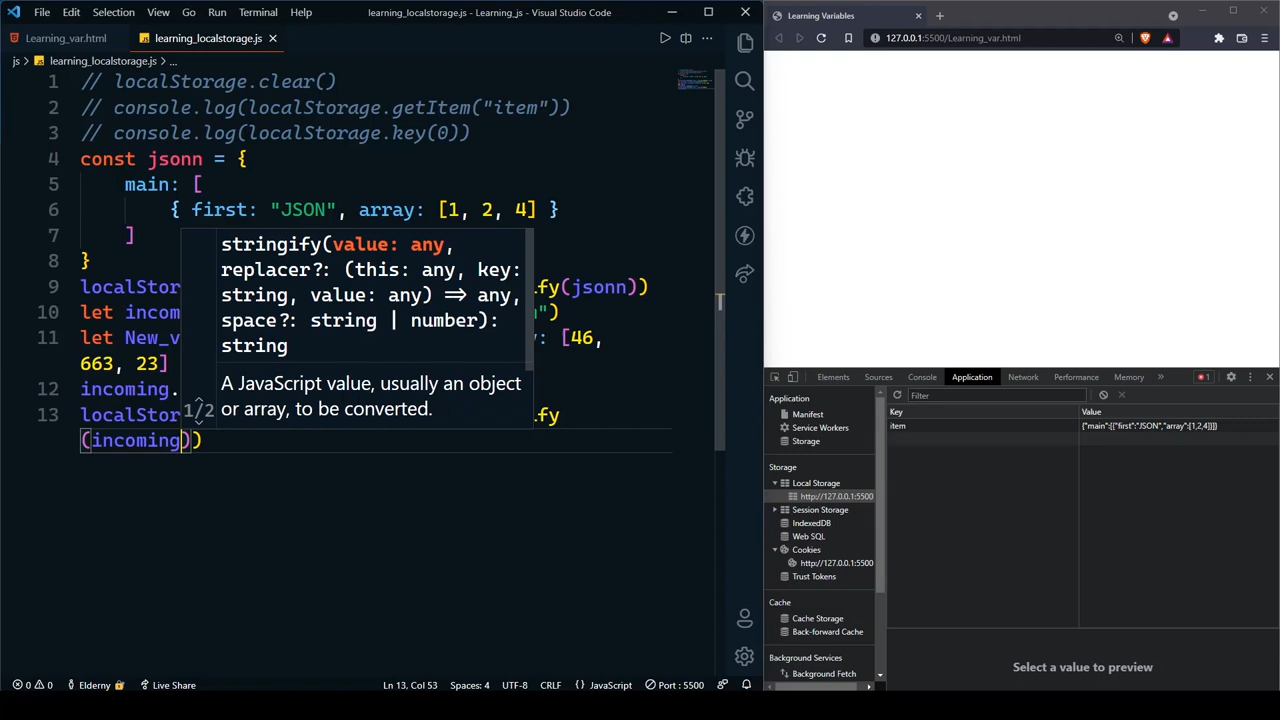 File Edit Selection View Go Run Terminal Help
learning_localstorage.js - Learning_js - Visual Studio Code
Learning_var.html
learning_localstorage.js
js > learning_localstorage.js > ...
1 // localStorage.clear()
2 // console.log(localStorage.getItem("item"))
3 // console.log(localStorage.key(0))
4 const jsonn = {
5 main: [
6 { first: "JSON", array: [1, 2, 4] }
7 ]
8 }
9 localStor fy(jsonn))
10 let incom ")
11 let New_v : [46,
663, 23]
12 incoming.
13 localStor fy
(incoming))
stringify(value: any,
replacer?: (this: any, key:
string, value: any) => any,
space?: string | number):
string
A JavaScript value, usually an object
or array, to be converted.
1/2
0 0 Elderny Live Share Ln 13, Col 53 Spaces: 4 UTF-8 CRLF {} JavaScript Port : 5500
Learning Variables
127.0.0.1:5500/Learning_var.html
Elements Sources Console Application Network Performance Memory 1
Application
Manifest
Service Workers
Storage
Storage
Local Storage
http://127.0.0.1:5500
Session Storage
IndexedDB
Web SQL
Cookies
http://127.0.0.1:5500
Trust Tokens
Cache
Cache Storage
Back-forward Cache
Background Services
Background Fetch
Filter
Key Value
item {"main":[{"first":"JSON","array":[1,2,4]}]}
Select a value to preview